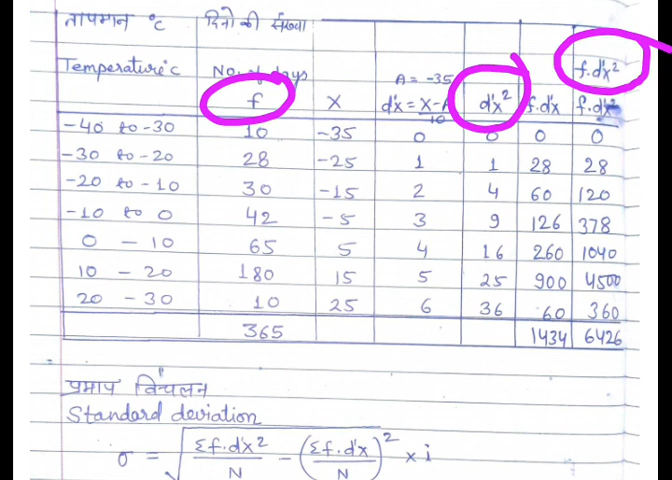 तापमान °C दिनो की संख्या
f.d'x²
Temperature°C No. of days A = -35
f X d'x = X-A/10 d'x² f.d'x f.d'x²
-40 to -30 10 -35 0 0 0 0
-30 to -20 28 -25 1 1 28 28
-20 to -10 30 -15 2 4 60 120
-10 to 0 42 -5 3 9 126 378
0 - 10 65 5 4 16 260 1040
10 - 20 180 15 5 25 900 4500
20 - 30 10 25 6 36 60 360
365 1434 6426
प्रमाप विचलन
Standard deviation
σ = √(Σf.d'x²/N - (Σf.d'x/N)²) × i